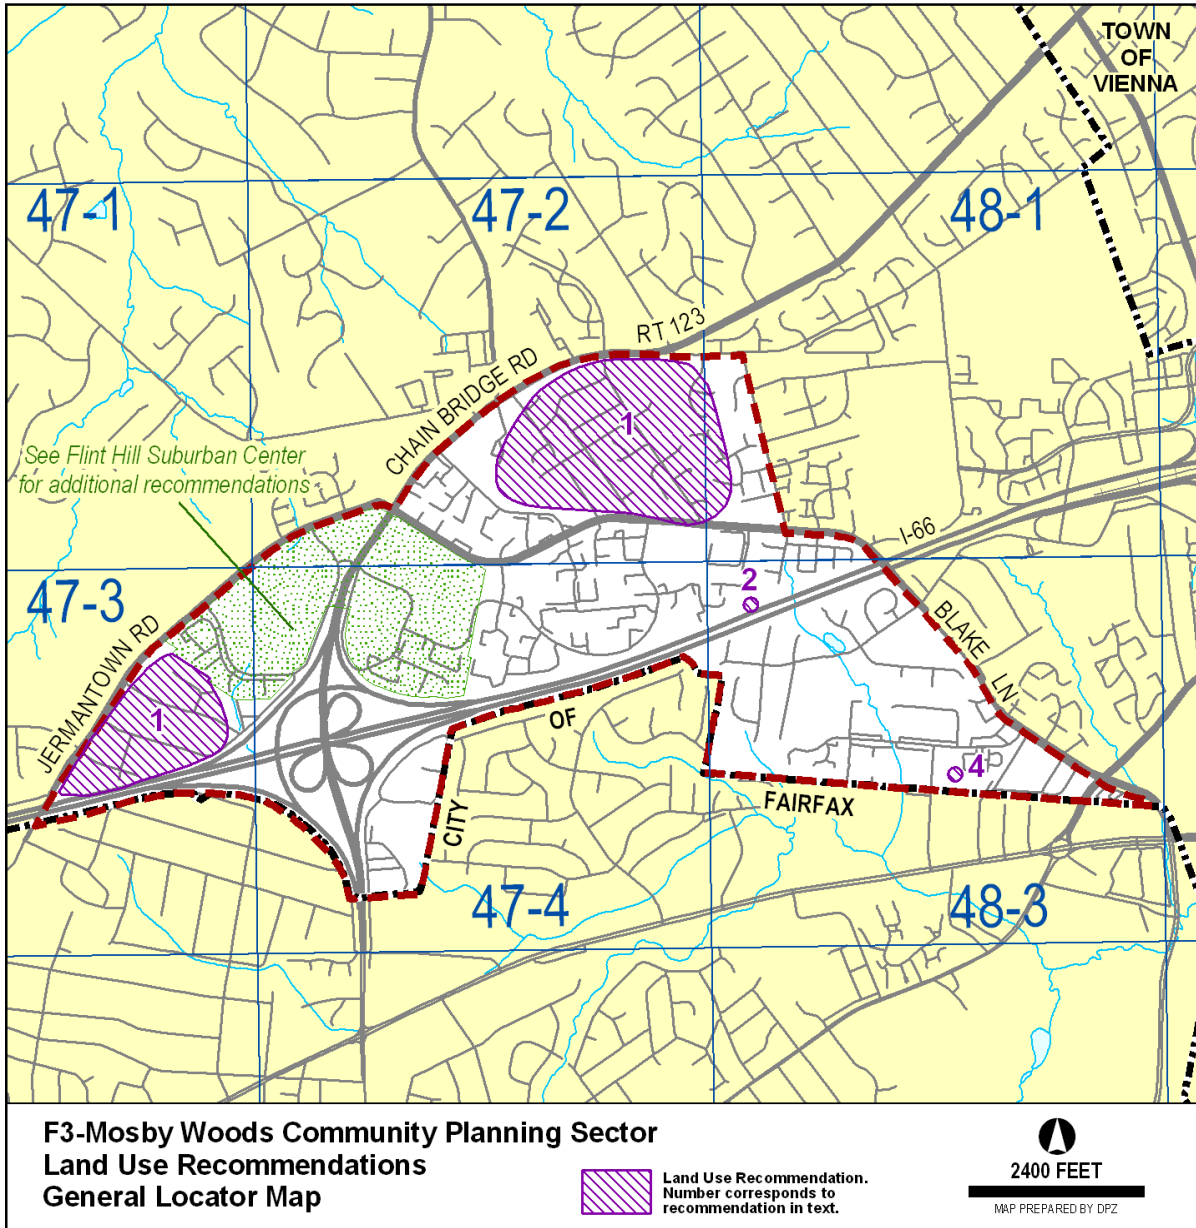 TOWN
OF
VIENNA
47-1
47-2
48-1
RT 123
CHAIN BRIDGE RD
1
See Flint Hill Suburban Center
for additional recommendations
I-66
47-3
2
BLAKE LN
JERMANTOWN RD
1
OF
4
CITY
FAIRFAX
47-4
48-3
F3-Mosby Woods Community Planning Sector
Land Use Recommendations
General Locator Map
Land Use Recommendation.
Number corresponds to
recommendation in text.
2400 FEET
MAP PREPARED BY DPZ